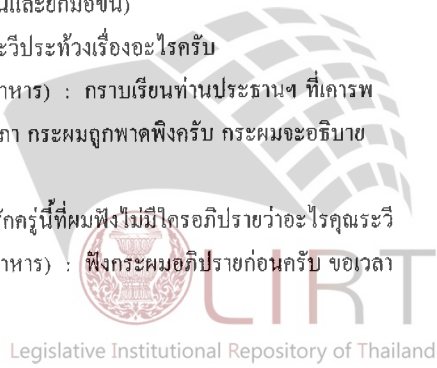 และยกมือขึ้น)
ะวีประท้วงเรื่องอะไรครับ
าหาร) : กราบเรียนท่านประธานฯ ที่เคารพ
ภา กระผมถูกพาดพิงครับ กระผมจะอธิบาย
ักครู่นี้ที่ผมฟังไม่มีใครอภิปรายว่าอะไรคุณระวี
าหาร) : ฟังกระผมอภิปรายก่อนครับ ขอเวลา
LIRT
Legislative Institutional Repository of Thailand